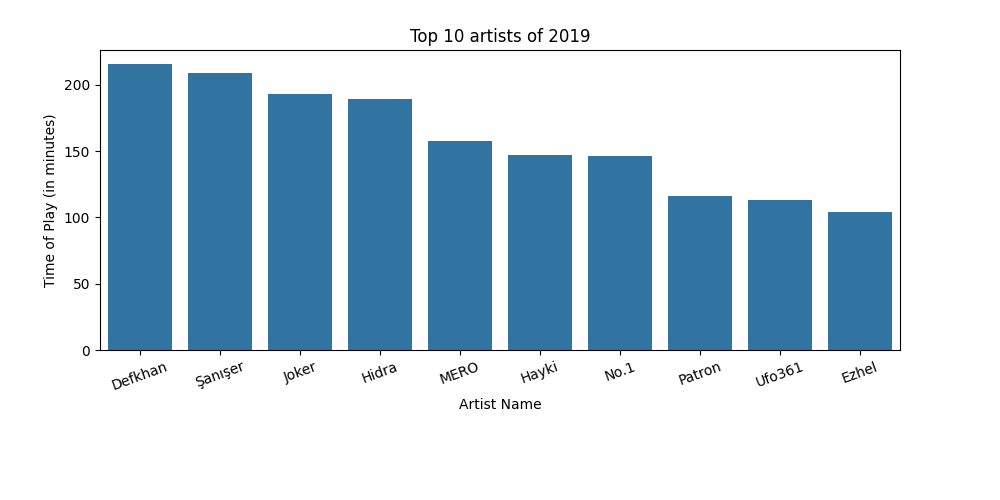 Top 10 artists of 2019
Time of Play (in minutes)
200
150
100
50
0
Defkhan Şanışer Joker Hidra MERO Hayki No.1 Patron Ufo361 Ezhel
Artist Name